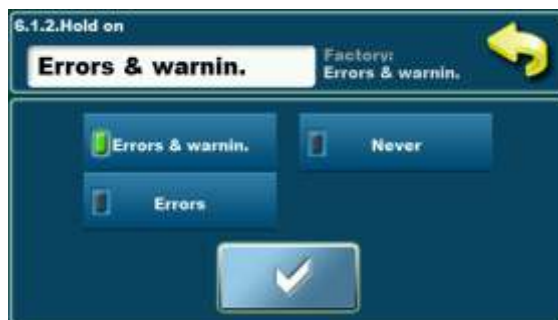 6.1.2.Hold on
Errors & warnin.
Factory:
Errors & warnin.
Errors & warnin.
Never
Errors